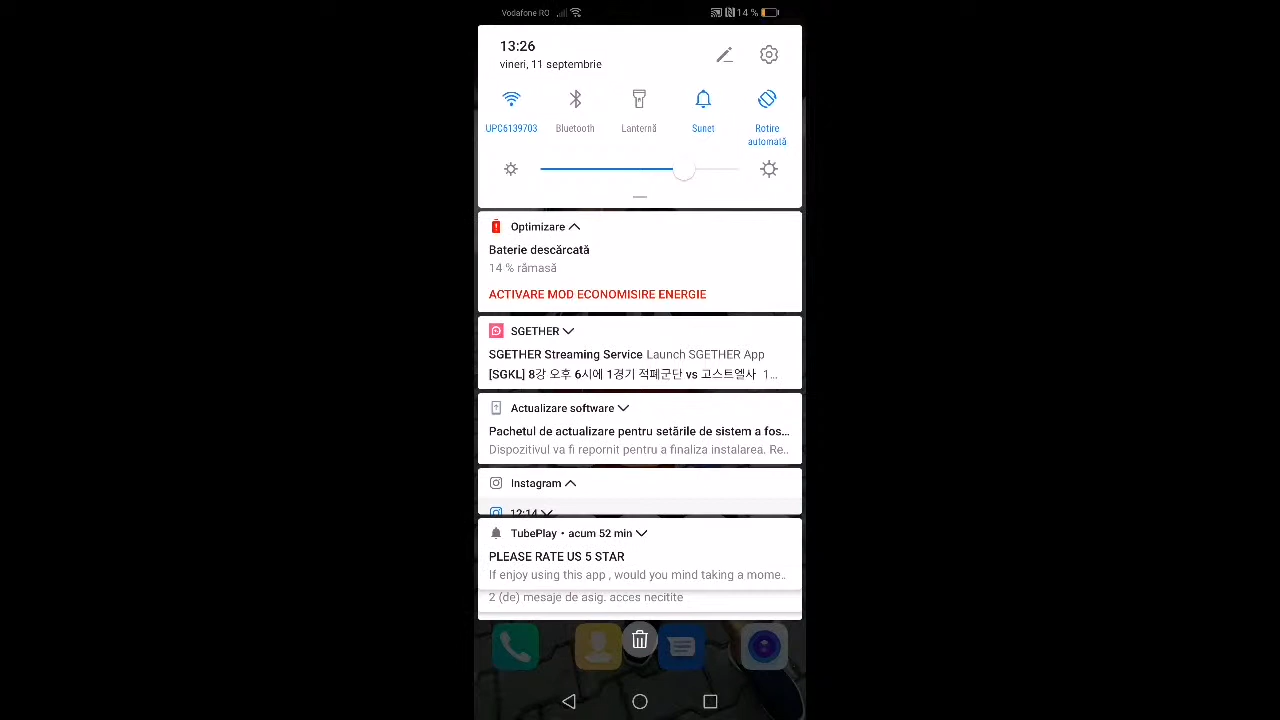 Vodafone RO
14 %
13:26
vineri, 11 septembrie
UPC6139703
Bluetooth
Lanternă
Sunet
Rotire
automată
Optimizare
Baterie descărcată
14 % rămasă
ACTIVARE MOD ECONOMISIRE ENERGIE
SGETHER
SGETHER Streaming Service Launch SGETHER App
[SGKL] 8강 오후 6시에 1경기 적폐군단 vs 고스트엘사 1...
Actualizare software
Pachetul de actualizare pentru setările de sistem a fos...
Dispozitivul va fi repornit pentru a finaliza instalarea. Re..
Instagram
12:14
TubePlay • acum 52 min
PLEASE RATE US 5 STAR
If enjoy using this app , would you mind taking a mome..
2 (de) mesaje de asig. acces necitite